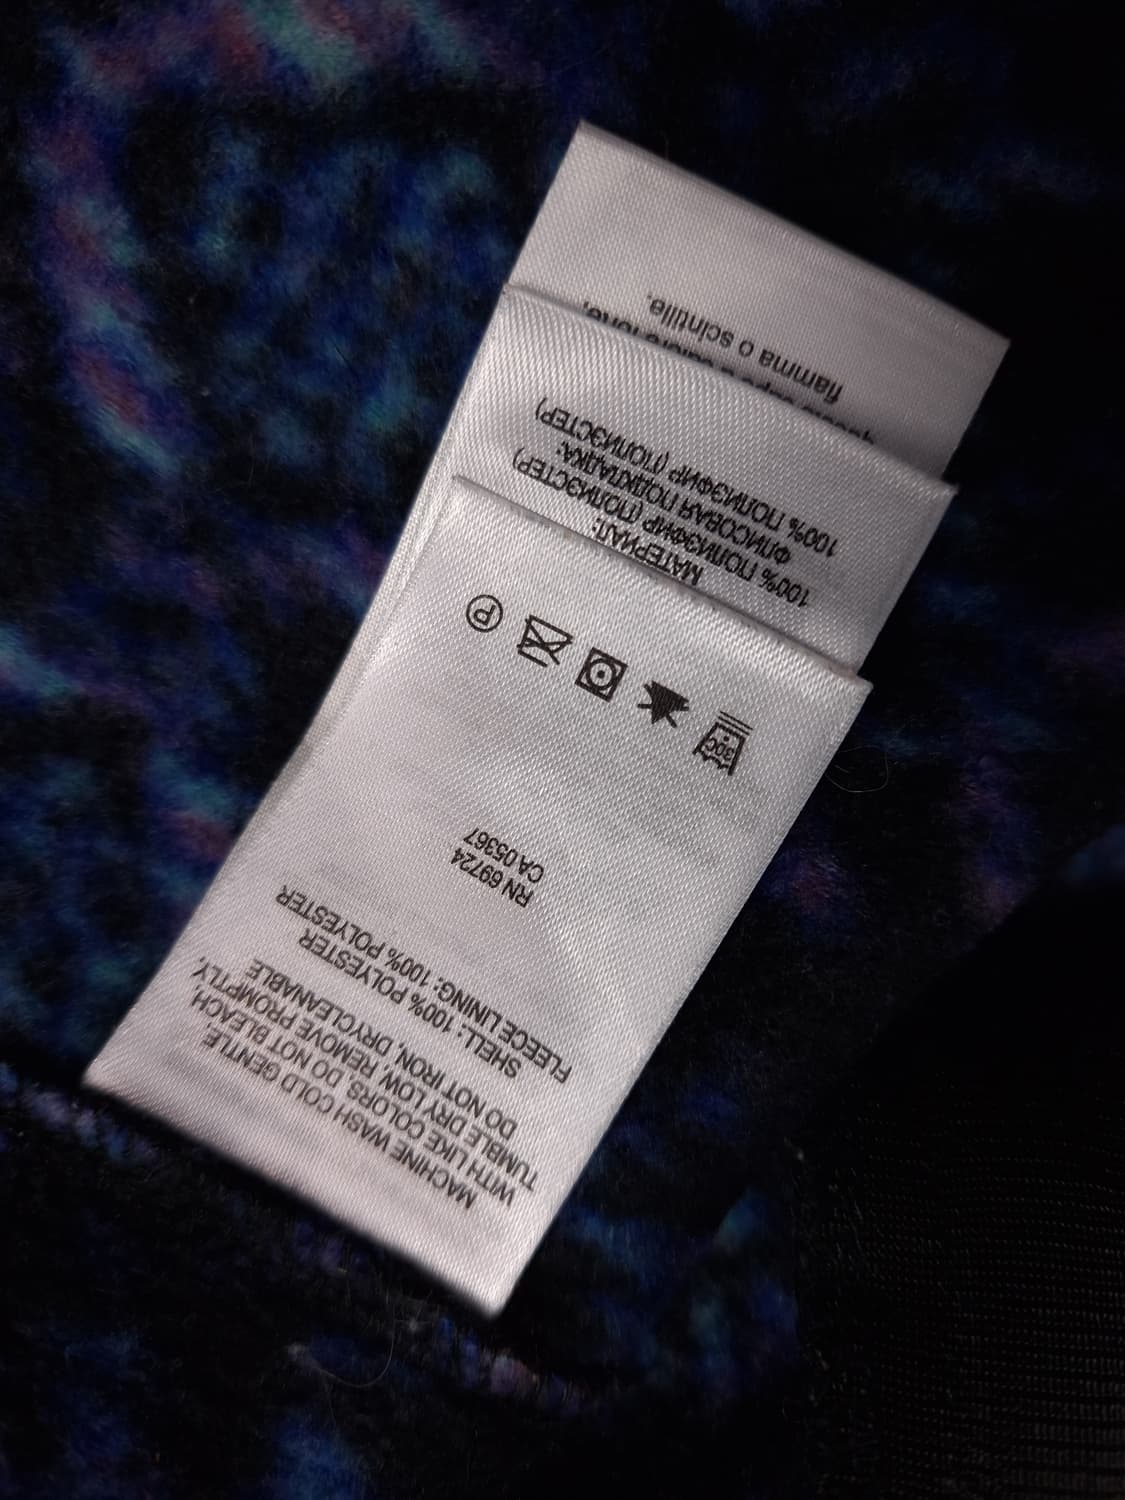 MACHINE WASH COLD GENTLE,
WITH LIKE COLORS, DO NOT BLEACH,
TUMBLE DRY LOW, REMOVE PROMPTLY,
DO NOT IRON, DRYCLEANABLE
SHELL: 100% POLYESTER
FLEECE LINING: 100% POLYESTER
RN 69724
CA 05367
30C
P
МАТЕРИАЛ:
100% ПОЛИЭФИР (ПОЛИЭСТЕР)
ФЛИСОВАЯ ПОДКЛАДКА:
100% ПОЛИЭФИР (ПОЛИЭСТЕР)
fiamma o scintille.